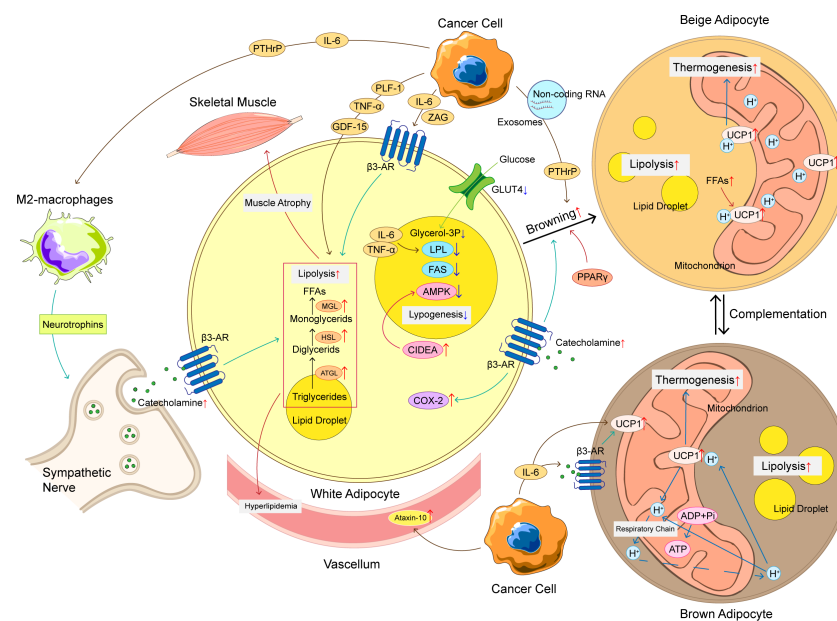 Cancer Cell
Beige Adipocyte
PTHrP
IL-6
PLF-1
TNF-α
GDF-15
IL-6
ZAG
Non-coding RNA
Exosomes
Thermogenesis↑
H⁺
UCP1↑
H⁺
H⁺
UCP1↑
H⁺
Lipolysis↑
FFAs↑
H⁺
UCP1↑
Lipid Droplet
Mitochondrion
Skeletal Muscle
β3-AR
Glucose
GLUT4↓
PTHrP
Browning↑
PPARγ
M2-macrophages
Muscle Atrophy
IL-6
TNF-α
Glycerol-3P↓
LPL↓
FAS↓
AMPK↓
Lypogenesis↓
CIDEA↑
Lipolysis↑
FFAs
MGL↑
Monoglycerids
HSL↑
Diglycerids
ATGL↑
Triglycerides
Lipid Droplet
Neurotrophins
β3-AR
Catecholamine↑
Sympathetic
Nerve
β3-AR
Catecholamine↑
COX-2↑
Complementation
White Adipocyte
Hyperlipidemia
Ataxin-10↑
Vascellum
Cancer Cell
IL-6
β3-AR
UCP1↑
Thermogenesis↑
Mitochondrion
UCP1↑
H⁺
Lipolysis↑
Lipid Droplet
H⁺
ADP+Pi
Respiratory Chain
ATP
H⁺
H⁺
Brown Adipocyte